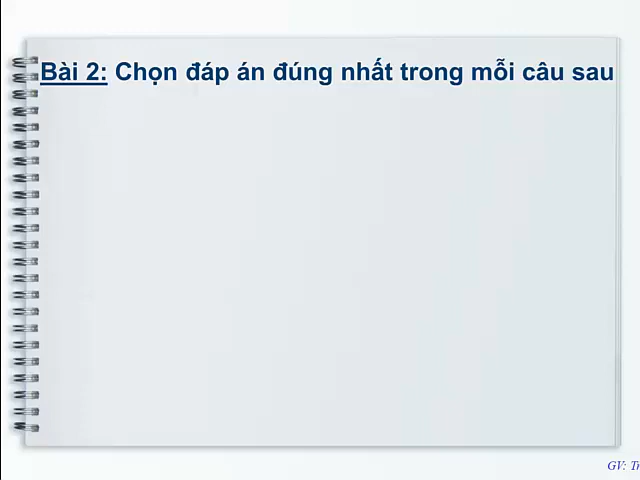 Bài 2: Chọn đáp án đúng nhất trong mỗi câu sau
GV: